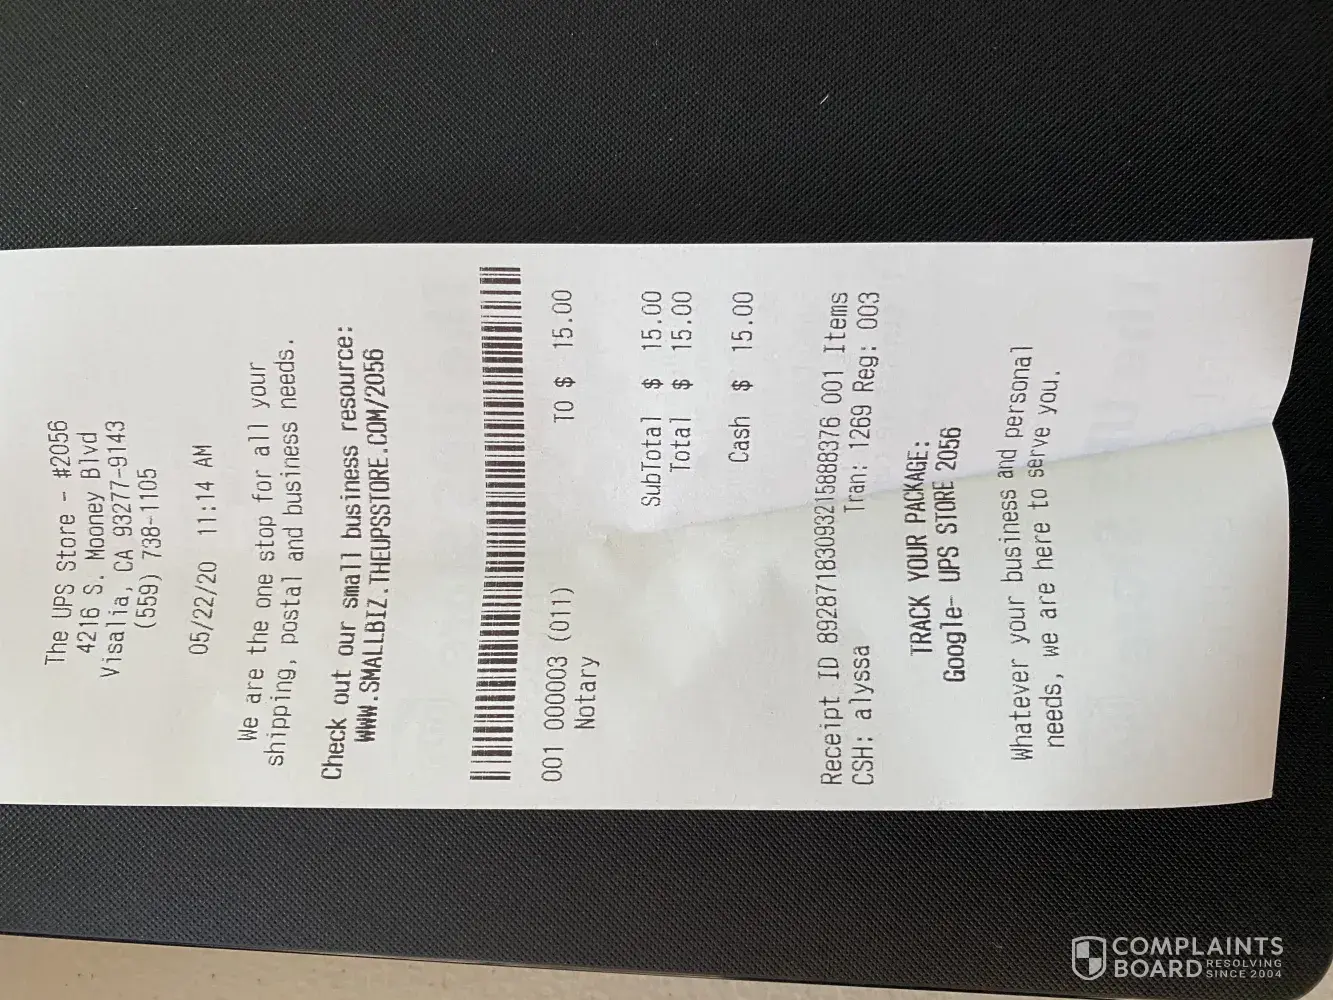 The UPS Store - #2056
4216 S. Mooney Blvd
Visalia, CA 93277-9143
(559) 738-1105
05/22/20 11:14 AM
We are the one stop for all your
shipping, postal and business needs.
Check out our small business resource:
WWW.SMALLBIZ.THEUPSSTORE.COM/2056
001 000003 (011) TO $ 15.00
Notary
SubTotal $ 15.00
Total $ 15.00
Cash $ 15.00
Receipt ID 89287183093215888376 001 Items
CSH: alyssa Tran: 1269 Reg: 003
TRACK YOUR PACKAGE:
Google- UPS STORE 2056
Whatever your business and personal
needs, we are here to serve you.
COMPLAINTS
BOARD RESOLVING
SINCE 2004